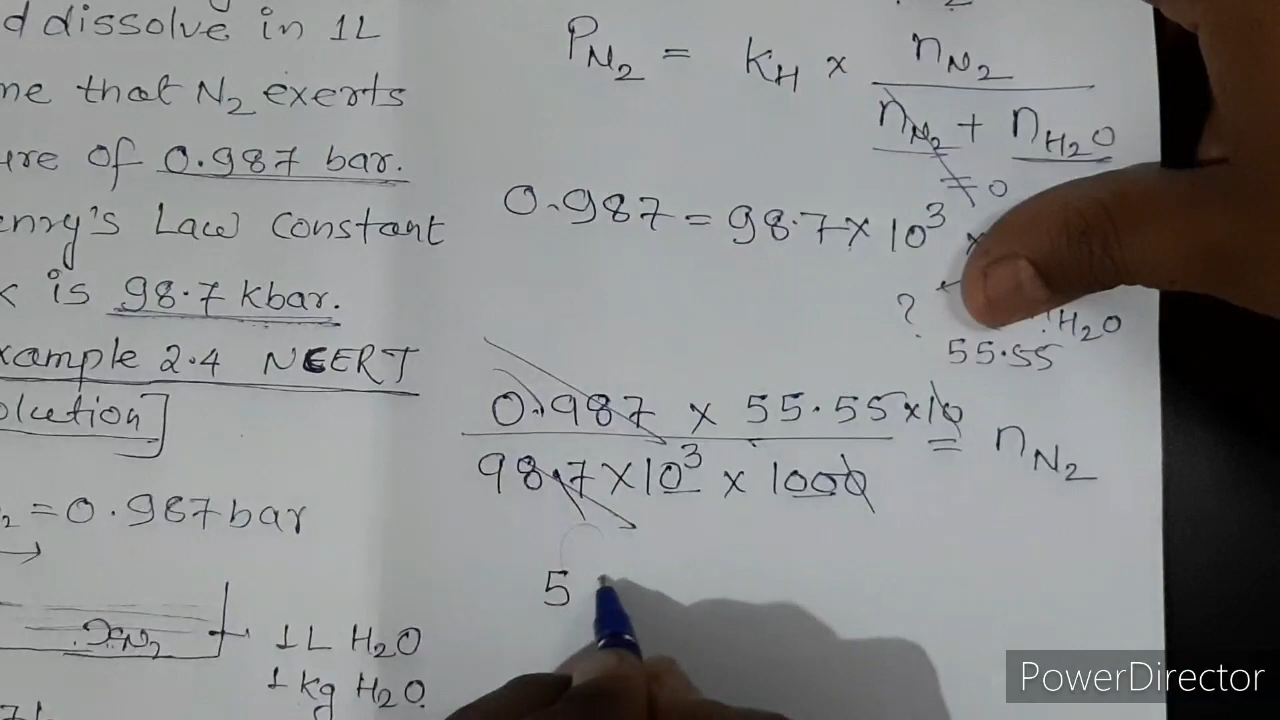 d dissolve in 1L
me that N₂ exerts
ure of 0.987 bar.
enry's Law constant
is 98.7 kbar.
xample 2.4 NCERT
olution]
₂ = 0.987 bar
N₂
1L H₂O
1 kg H₂O
P_N₂ = K_H × n_N₂
n_N₂ + n_H₂O
≠ 0
0.987 = 98.7 × 10³ ×
?
H₂O
55.55
0.987 × 55.55 × 10
= n_N₂
98.7 × 10³ × 1000
5
PowerDirector